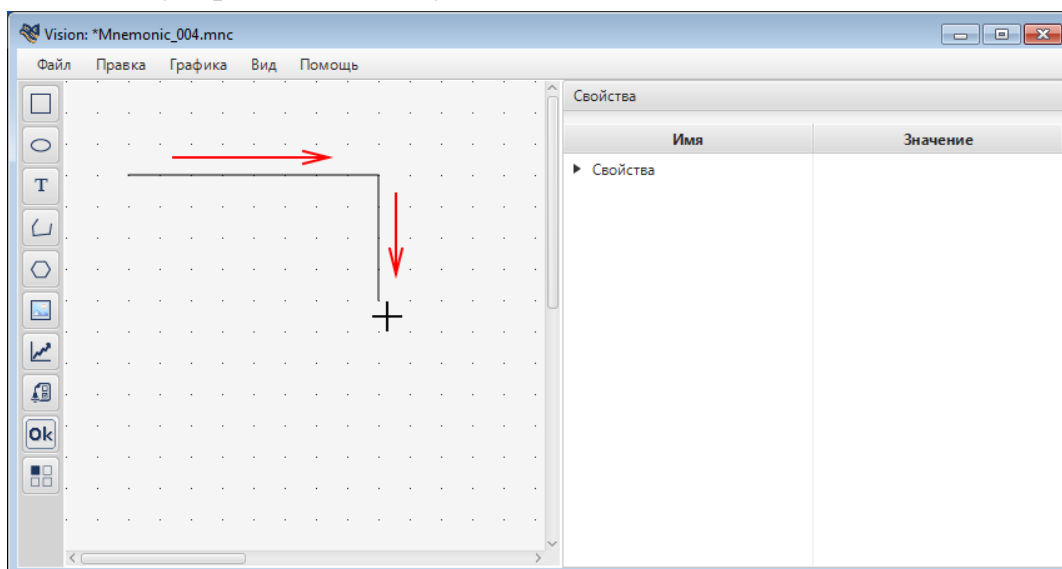 Vision: *Mnemonic_004.mnc
Файл Правка Графика Вид Помощь
Свойства
Имя Значение
Свойства
T
Ok